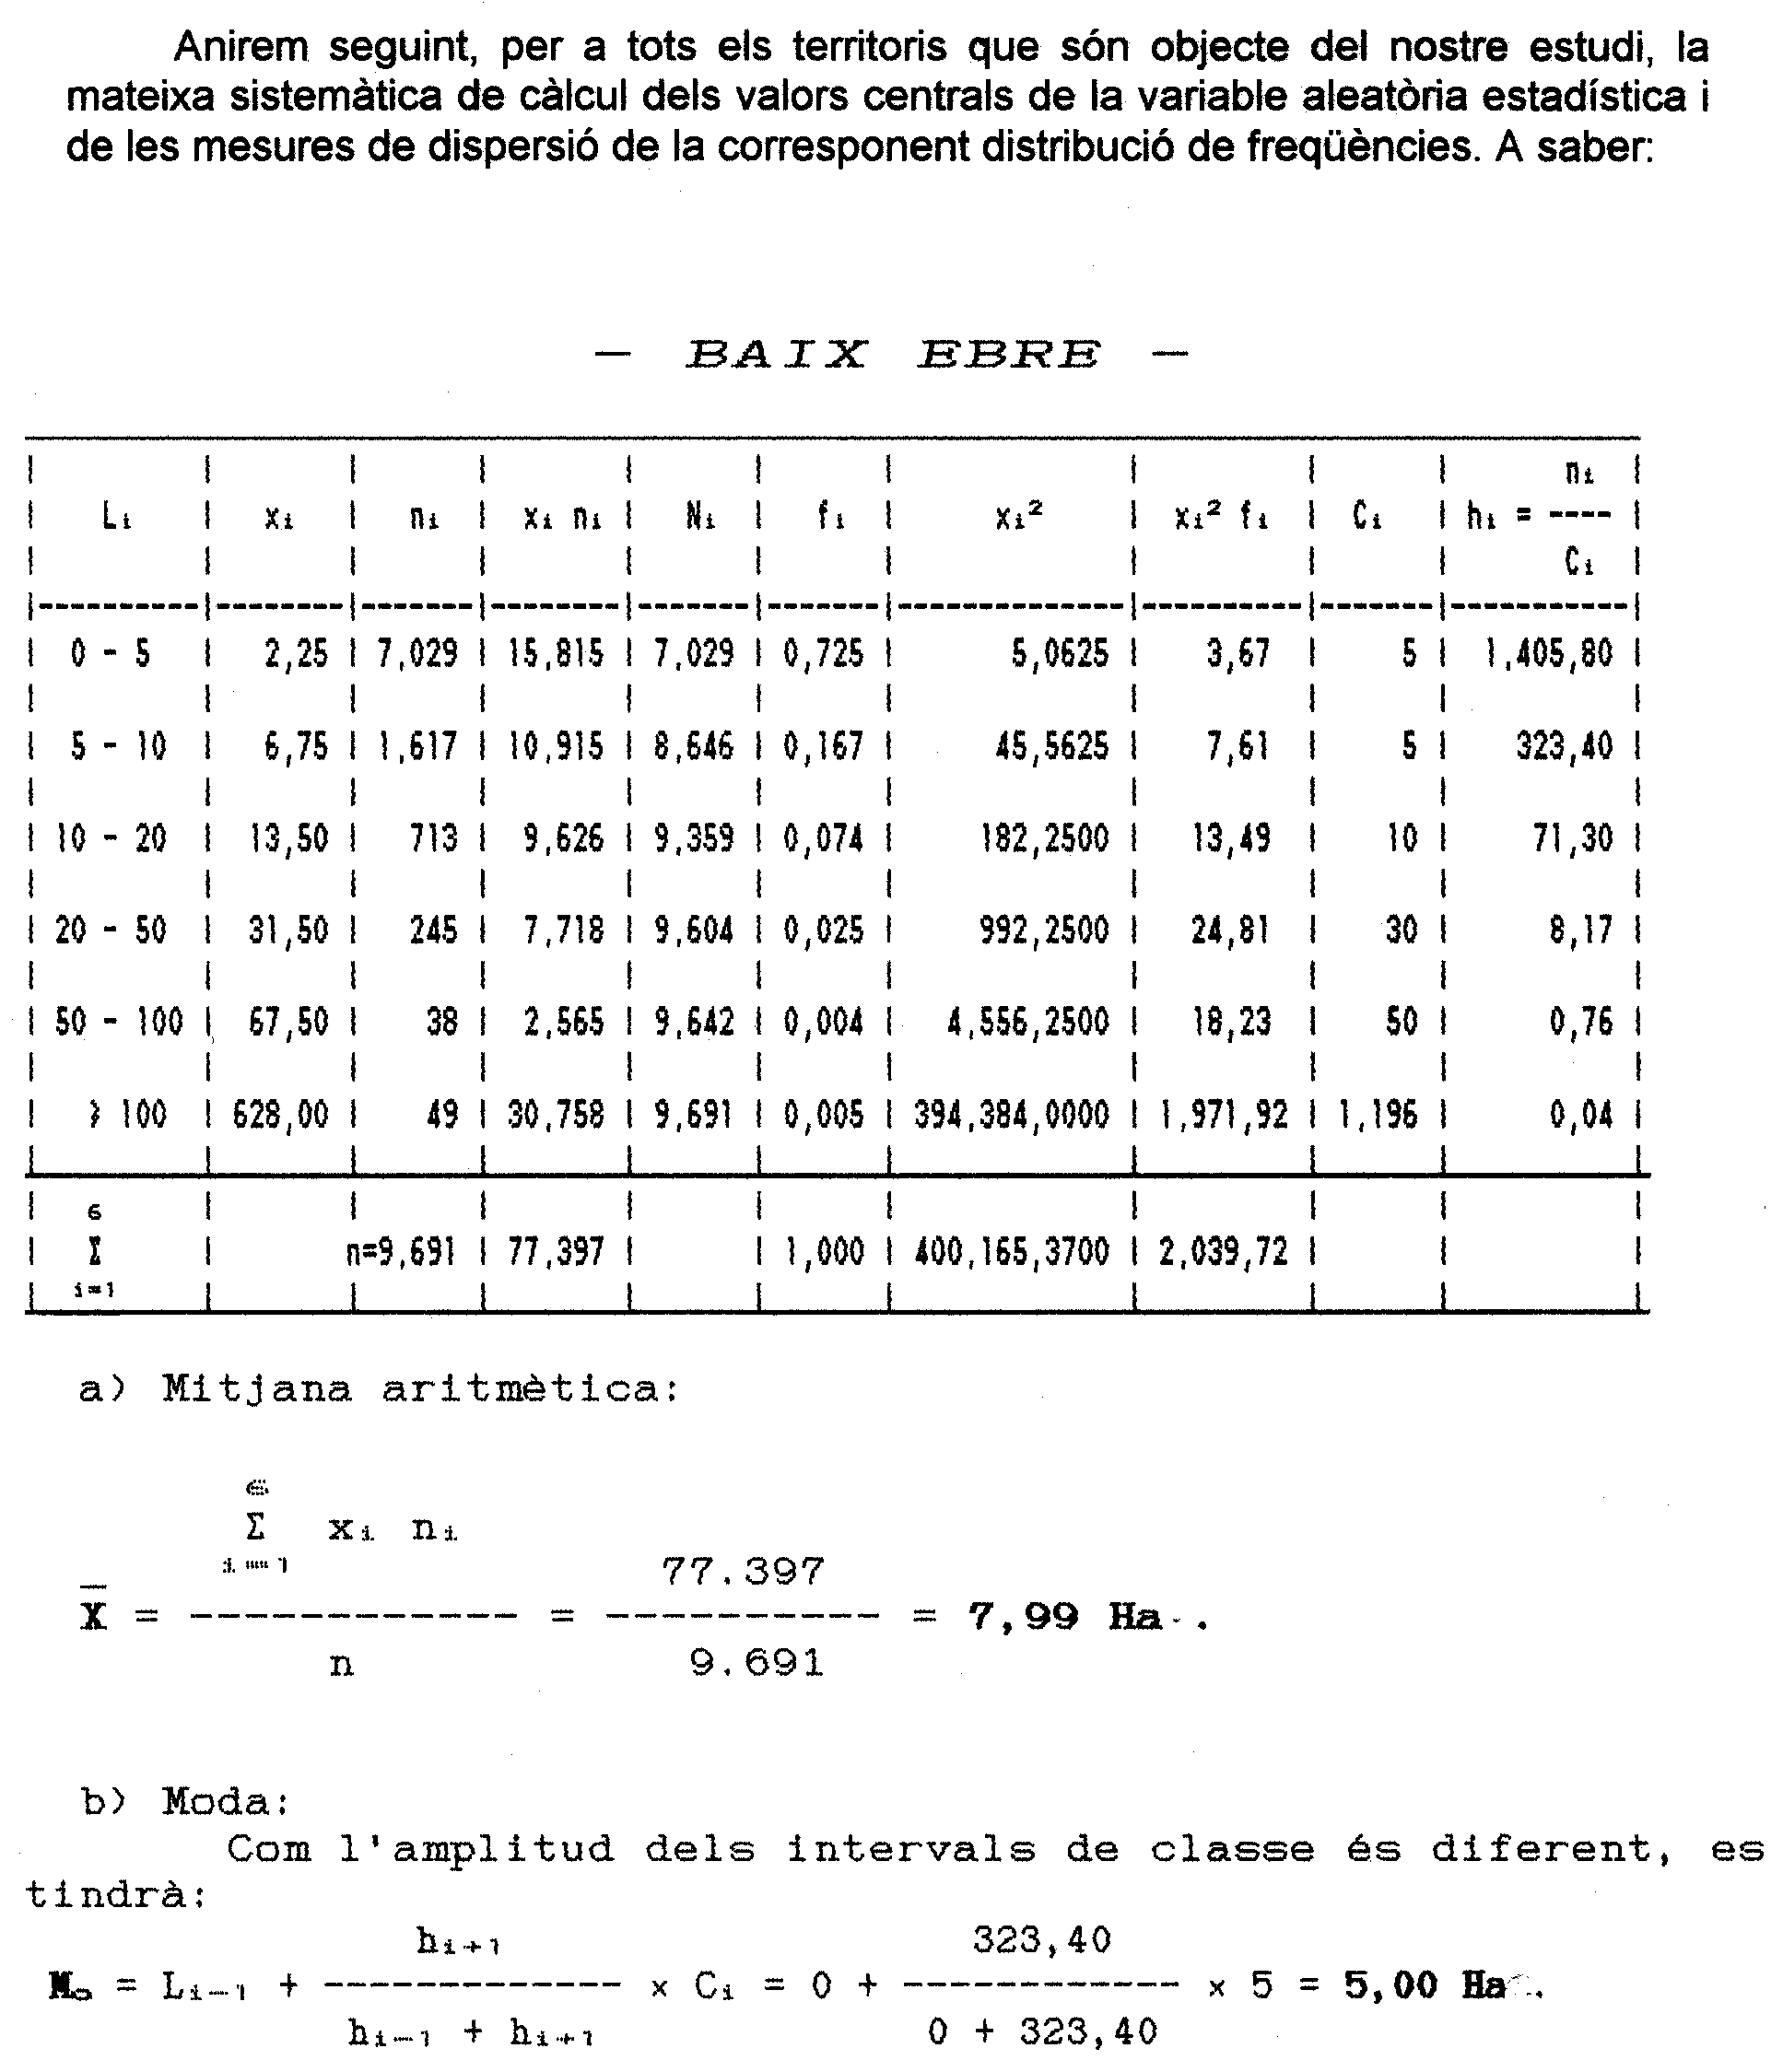 Anirem seguint, per a tots els territoris que són objecte del nostre estudi, la
mateixa sistemàtica de càlcul dels valors centrals de la variable aleatòria estadística i
de les mesures de dispersió de la corresponent distribució de freqüències. A saber:
- BAIX EBRE -
| | | | | | | | | | nᵢ |
| Lᵢ | xᵢ | nᵢ | xᵢ nᵢ | Nᵢ | fᵢ | xᵢ² | xᵢ² fᵢ | Cᵢ | hᵢ = ---- |
| | | | | | | | | | Cᵢ |
| 0 - 5 | 2,25 | 7.029 | 15.815 | 7.029 | 0,725 | 5,0625 | 3,67 | 5 | 1.405,80 |
| 5 - 10 | 6,75 | 1.617 | 10.915 | 8.646 | 0,167 | 45,5625 | 7,61 | 5 | 323,40 |
| 10 - 20 | 13,50 | 713 | 9.626 | 9.359 | 0,074 | 182,2500 | 13,49 | 10 | 71,30 |
| 20 - 50 | 31,50 | 245 | 7.718 | 9.604 | 0,025 | 992,2500 | 24,81 | 30 | 8,17 |
| 50 - 100 | 67,50 | 38 | 2.565 | 9.642 | 0,004 | 4.556,2500 | 18,23 | 50 | 0,76 |
| ≥ 100 | 628,00 | 49 | 30.758 | 9.691 | 0,005 | 394.384,0000 | 1.971,92 | 1.196 | 0,04 |
6
| Σ | | n=9.691 | 77.397 | | 1,000 | 400.165,3700 | 2.039,72 | | |
i=1
a) Mitjana aritmètica:
6
Σ xᵢ nᵢ
i=1 77.397
X̅ = ------------ = ---------- = 7,99 Ha.
n 9.691
b) Moda:
Com l'amplitud dels intervals de classe és diferent, es
tindrà:
hᵢ₊₁ 323,40
Mₒ = Lᵢ₋₁ + ----------- x Cᵢ = 0 + ---------- x 5 = 5,00 Ha.
hᵢ₋₁ + hᵢ₊₁ 0 + 323,40